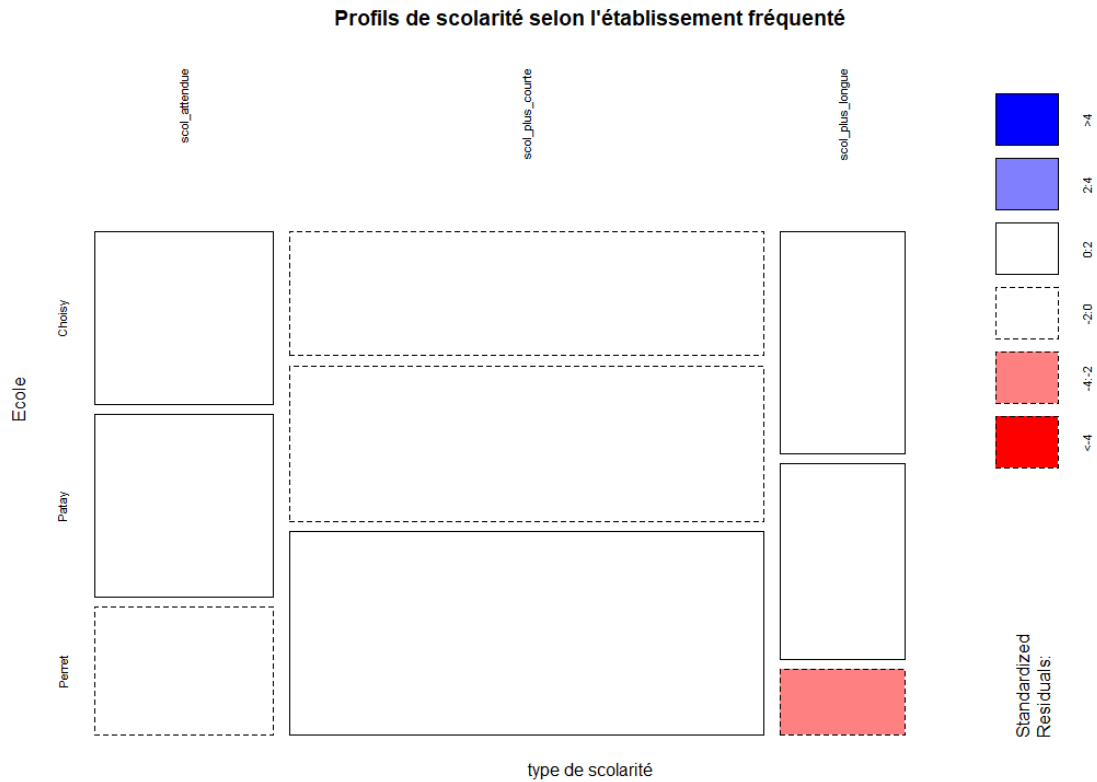 Profils de scolarité selon l'établissement fréquenté
scol_attendue
scol_plus_courte
scol_plus_longue
Ecole
Choisy
Patay
Perret
type de scolarité
Standardized
Residuals:
<-4
-4:-2
-2:0
0:2
2:4
>4